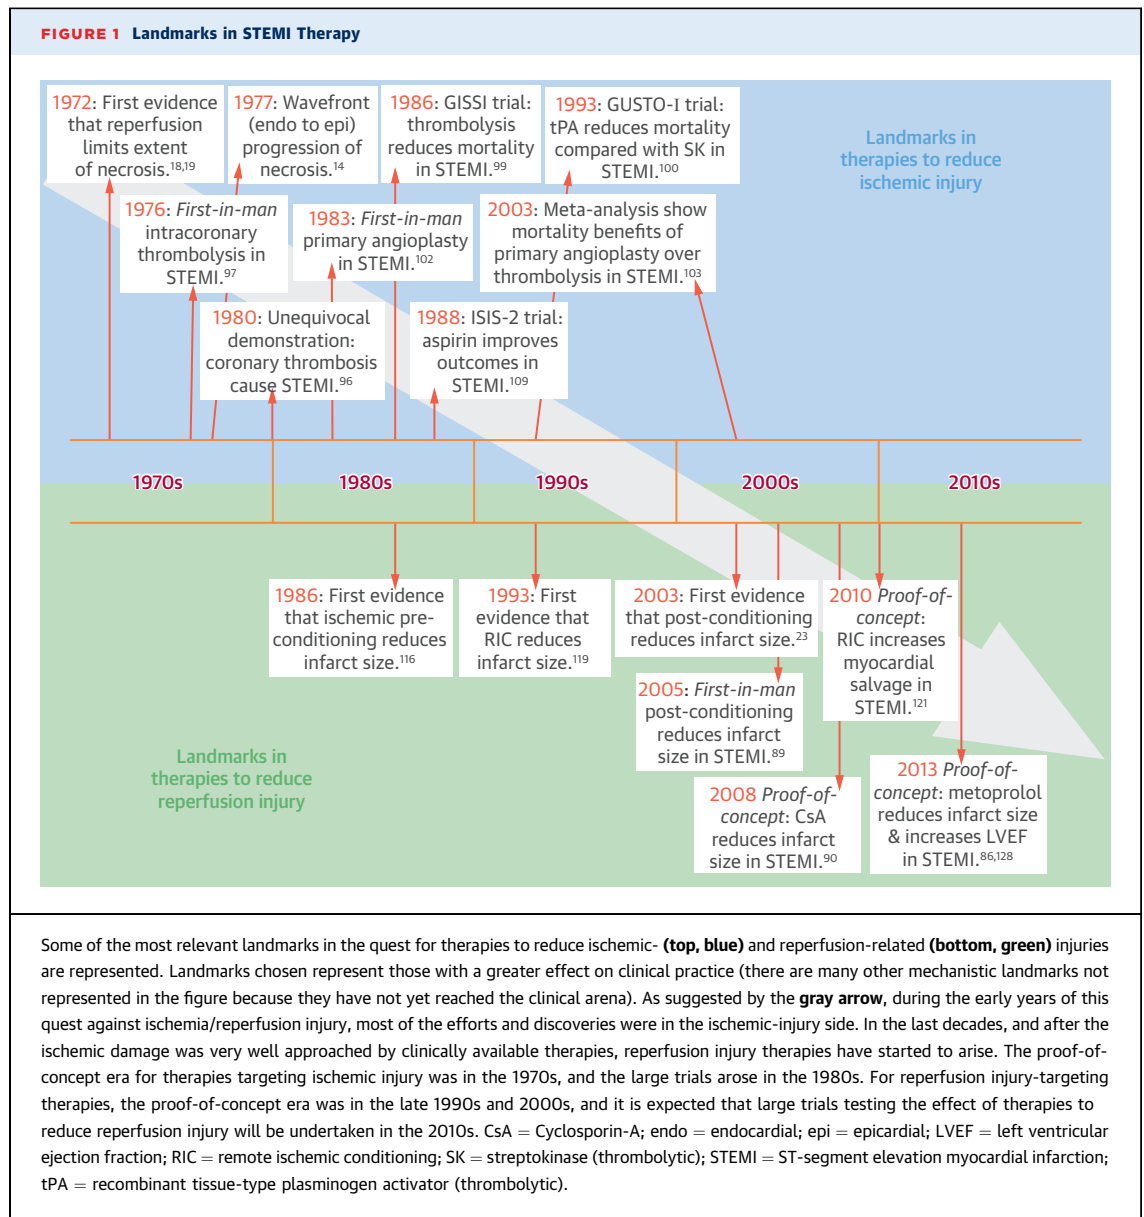 FIGURE 1 Landmarks in STEMI Therapy
1972: First evidence
that reperfusion
limits extent
of necrosis.18,19
1977: Wavefront
(endo to epi)
progression of
necrosis.14
1986: GISSI trial:
thrombolysis
reduces mortality
in STEMI.99
1993: GUSTO-I trial:
tPA reduces mortality
compared with SK in
STEMI.100
Landmarks in
therapies to reduce
ischemic injury
1976: First-in-man
intracoronary
thrombolysis in
STEMI.97
1983: First-in-man
primary angioplasty
in STEMI.102
2003: Meta-analysis show
mortality benefits of
primary angioplasty over
thrombolysis in STEMI.103
1980: Unequivocal
demonstration:
coronary thrombosis
cause STEMI.96
1988: ISIS-2 trial:
aspirin improves
outcomes in
STEMI.109
1970s 1980s 1990s 2000s 2010s
1986: First evidence
that ischemic pre-
conditioning reduces
infarct size.116
1993: First
evidence that
RIC reduces
infarct size.119
2003: First evidence
that post-conditioning
reduces infarct size.23
2010 Proof-of-
concept:
RIC increases
myocardial
salvage in
STEMI.121
2005: First-in-man
post-conditioning
reduces infarct
size in STEMI.89
Landmarks in
therapies to reduce
reperfusion injury
2008 Proof-of-
concept: CsA
reduces infarct
size in STEMI.90
2013 Proof-of-
concept: metoprolol
reduces infarct size
& increases LVEF
in STEMI.86,128
Some of the most relevant landmarks in the quest for therapies to reduce ischemic- (top, blue) and reperfusion-related (bottom, green) injuries
are represented. Landmarks chosen represent those with a greater effect on clinical practice (there are many other mechanistic landmarks not
represented in the figure because they have not yet reached the clinical arena). As suggested by the gray arrow, during the early years of this
quest against ischemia/reperfusion injury, most of the efforts and discoveries were in the ischemic-injury side. In the last decades, and after the
ischemic damage was very well approached by clinically available therapies, reperfusion injury therapies have started to arise. The proof-of-
concept era for therapies targeting ischemic injury was in the 1970s, and the large trials arose in the 1980s. For reperfusion injury-targeting
therapies, the proof-of-concept era was in the late 1990s and 2000s, and it is expected that large trials testing the effect of therapies to
reduce reperfusion injury will be undertaken in the 2010s. CsA = Cyclosporin-A; endo = endocardial; epi = epicardial; LVEF = left ventricular
ejection fraction; RIC = remote ischemic conditioning; SK = streptokinase (thrombolytic); STEMI = ST-segment elevation myocardial infarction;
tPA = recombinant tissue-type plasminogen activator (thrombolytic).